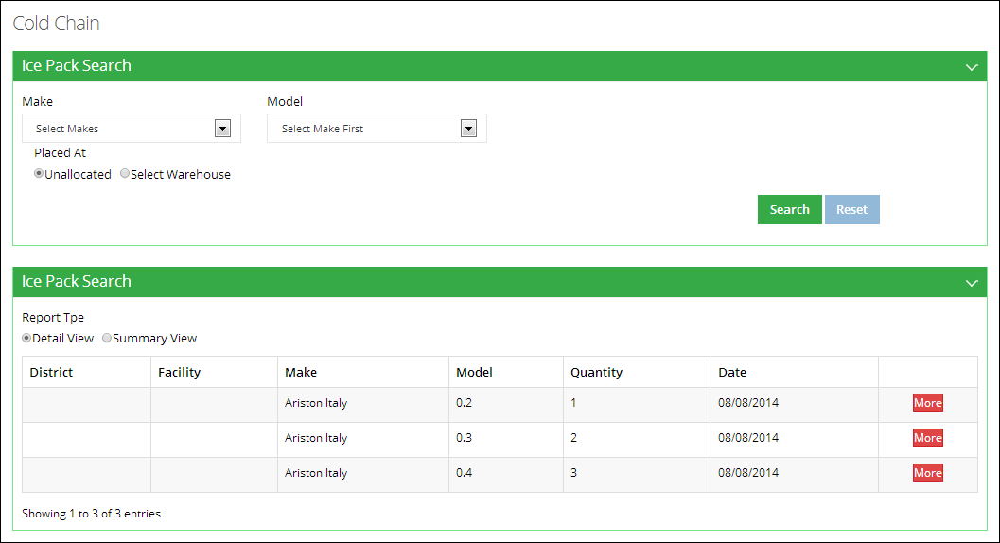 Cold Chain
Ice Pack Search
Make Model
Select Makes Select Make First
Placed At
Unallocated Select Warehouse
Search Reset
Ice Pack Search
Report Tpe
Detail View Summary View
District Facility Make Model Quantity Date
Ariston Italy 0.2 1 08/08/2014 More
Ariston Italy 0.3 2 08/08/2014 More
Ariston Italy 0.4 3 08/08/2014 More
Showing 1 to 3 of 3 entries